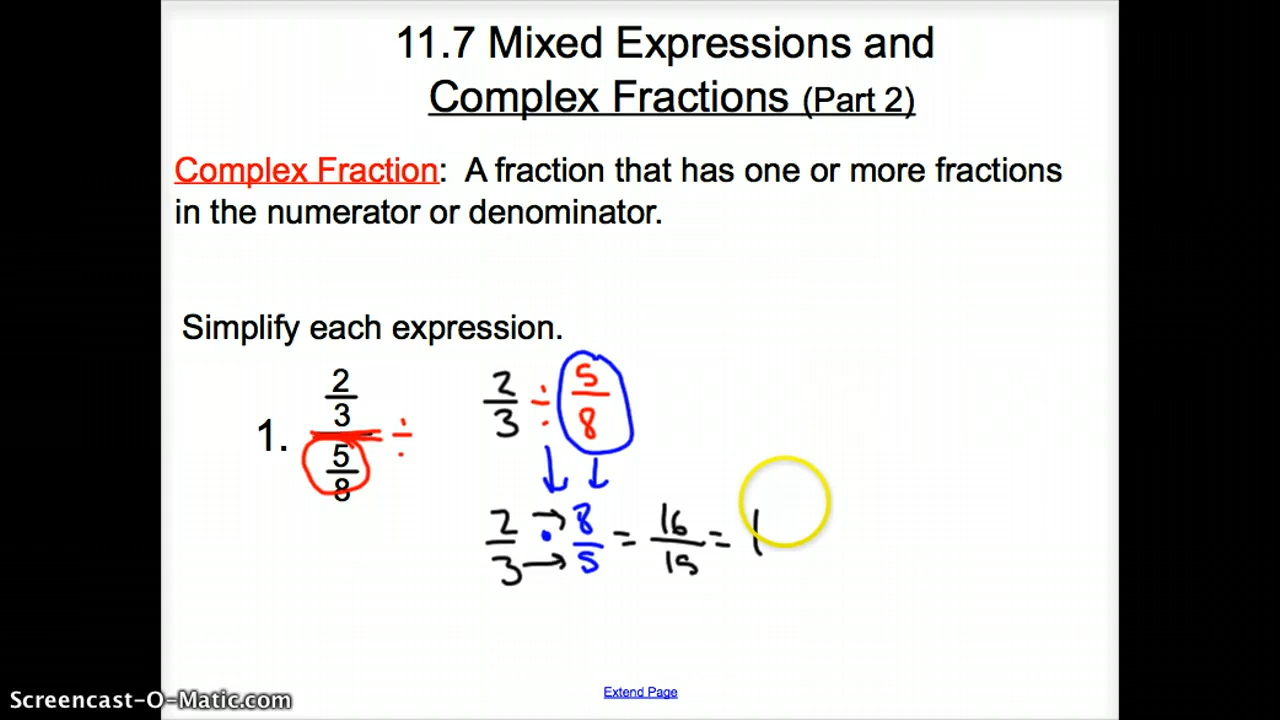 11.7 Mixed Expressions and
Complex Fractions (Part 2)
Complex Fraction: A fraction that has one or more fractions
in the numerator or denominator.
Simplify each expression.
1. 2/3 / 5/8 ÷
2/3 ÷ 5/8
2/3 · 8/5 = 16/15 = 1
Extend Page
Screencast-O-Matic.com